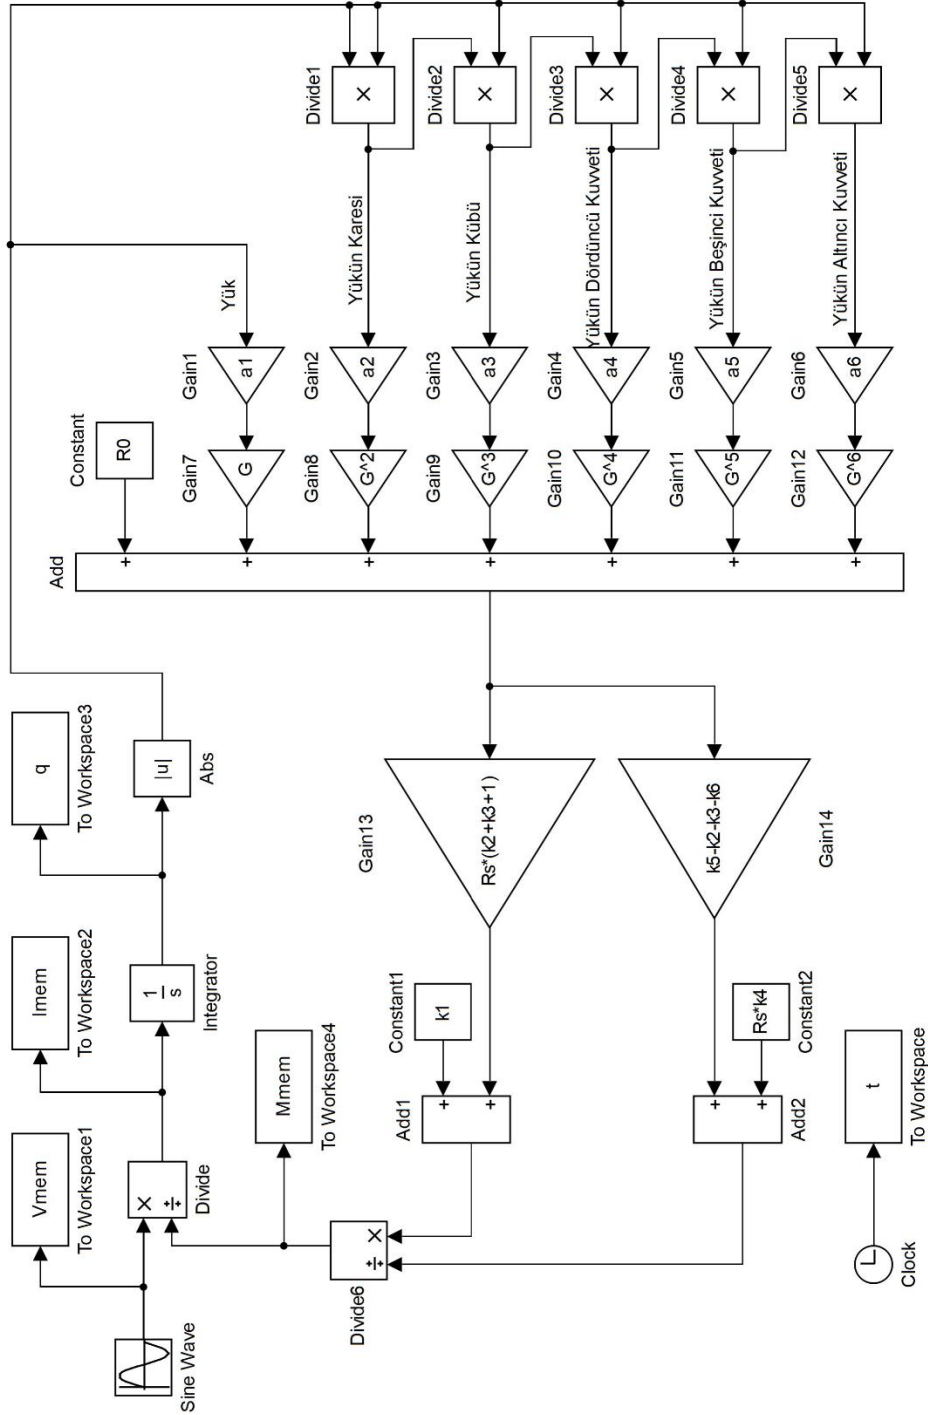 Sine Wave
Vmem
To Workspace1
×
÷
Divide
Imem
To Workspace2
1
s
Integrator
q
To Workspace3
|u|
Abs
Mmem
To Workspace4
÷
×
Divide6
Constant1
k1
Add1
+
+
Gain13
Rs*(k2+k3+1)
k5-k2-k3-k6
Gain14
Add2
+
+
Rs*k4
Constant2
Clock
t
To Workspace
Add
+
+
+
+
+
+
+
Constant
R0
Gain7
G
Gain1
a1
Yük
Gain8
G^2
Gain2
a2
Yükün Karesi
Divide1
×
Gain9
G^3
Gain3
a3
Yükün Kübü
Divide2
×
Gain10
G^4
Gain4
a4
Yükün Dördüncü Kuvveti
Divide3
×
Gain11
G^5
Gain5
a5
Yükün Beşinci Kuvveti
Divide4
×
Gain12
G^6
Gain6
a6
Yükün Altıncı Kuvveti
Divide5
×